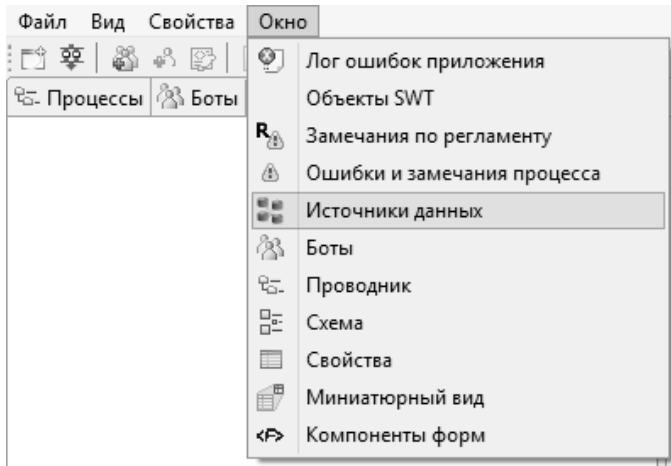 Файл Вид Свойства Окно
Процессы Боты
Лог ошибок приложения
Объекты SWT
R Замечания по регламенту
Ошибки и замечания процесса
Источники данных
Боты
Проводник
Схема
Свойства
Миниатюрный вид
<F> Компоненты форм